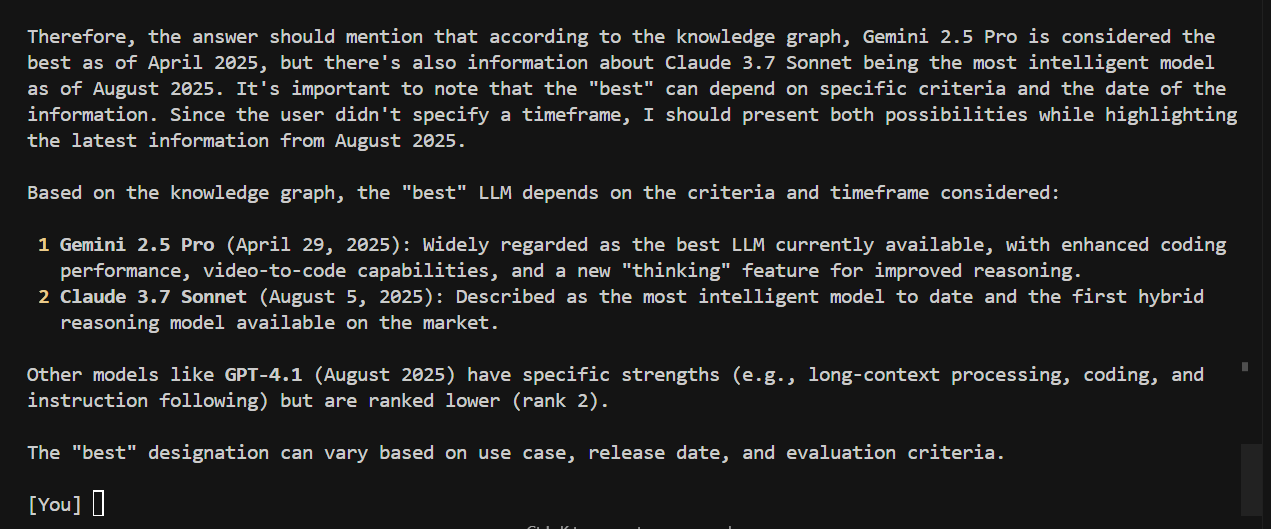 Therefore, the answer should mention that according to the knowledge graph, Gemini 2.5 Pro is considered the
best as of April 2025, but there's also information about Claude 3.7 Sonnet being the most intelligent model
as of August 2025. It's important to note that the "best" can depend on specific criteria and the date of the
information. Since the user didn't specify a timeframe, I should present both possibilities while highlighting
the latest information from August 2025.
Based on the knowledge graph, the "best" LLM depends on the criteria and timeframe considered:
1 Gemini 2.5 Pro (April 29, 2025): Widely regarded as the best LLM currently available, with enhanced coding
performance, video-to-code capabilities, and a new "thinking" feature for improved reasoning.
2 Claude 3.7 Sonnet (August 5, 2025): Described as the most intelligent model to date and the first hybrid
reasoning model available on the market.
Other models like GPT-4.1 (August 2025) have specific strengths (e.g., long-context processing, coding, and
instruction following) but are ranked lower (rank 2).
The "best" designation can vary based on use case, release date, and evaluation criteria.
[You]